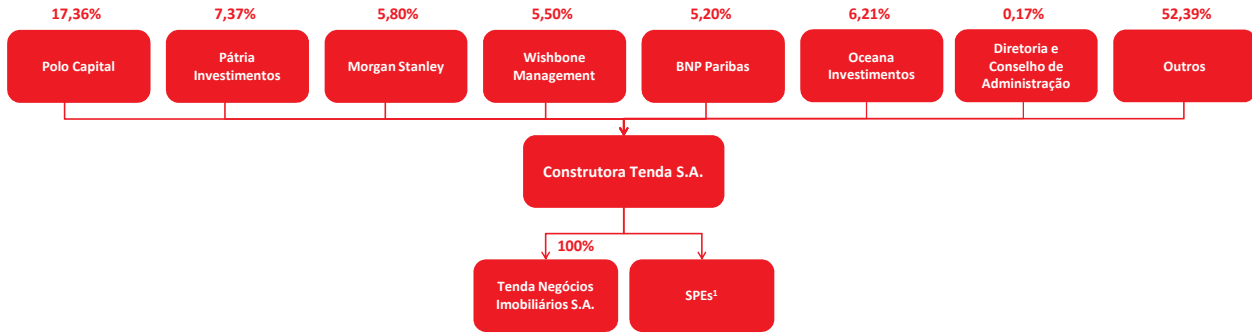 17,36%
7,37%
5,80%
5,50%
5,20%
6,21%
0,17%
52,39%
Polo Capital
Pátria
Investimentos
Morgan Stanley
Wishbone
Management
BNP Paribas
Oceana
Investimentos
Diretoria e
Conselho de
Administração
Outros
Construtora Tenda S.A.
100%
Tenda Negócios
Imobiliários S.A.
SPEs¹